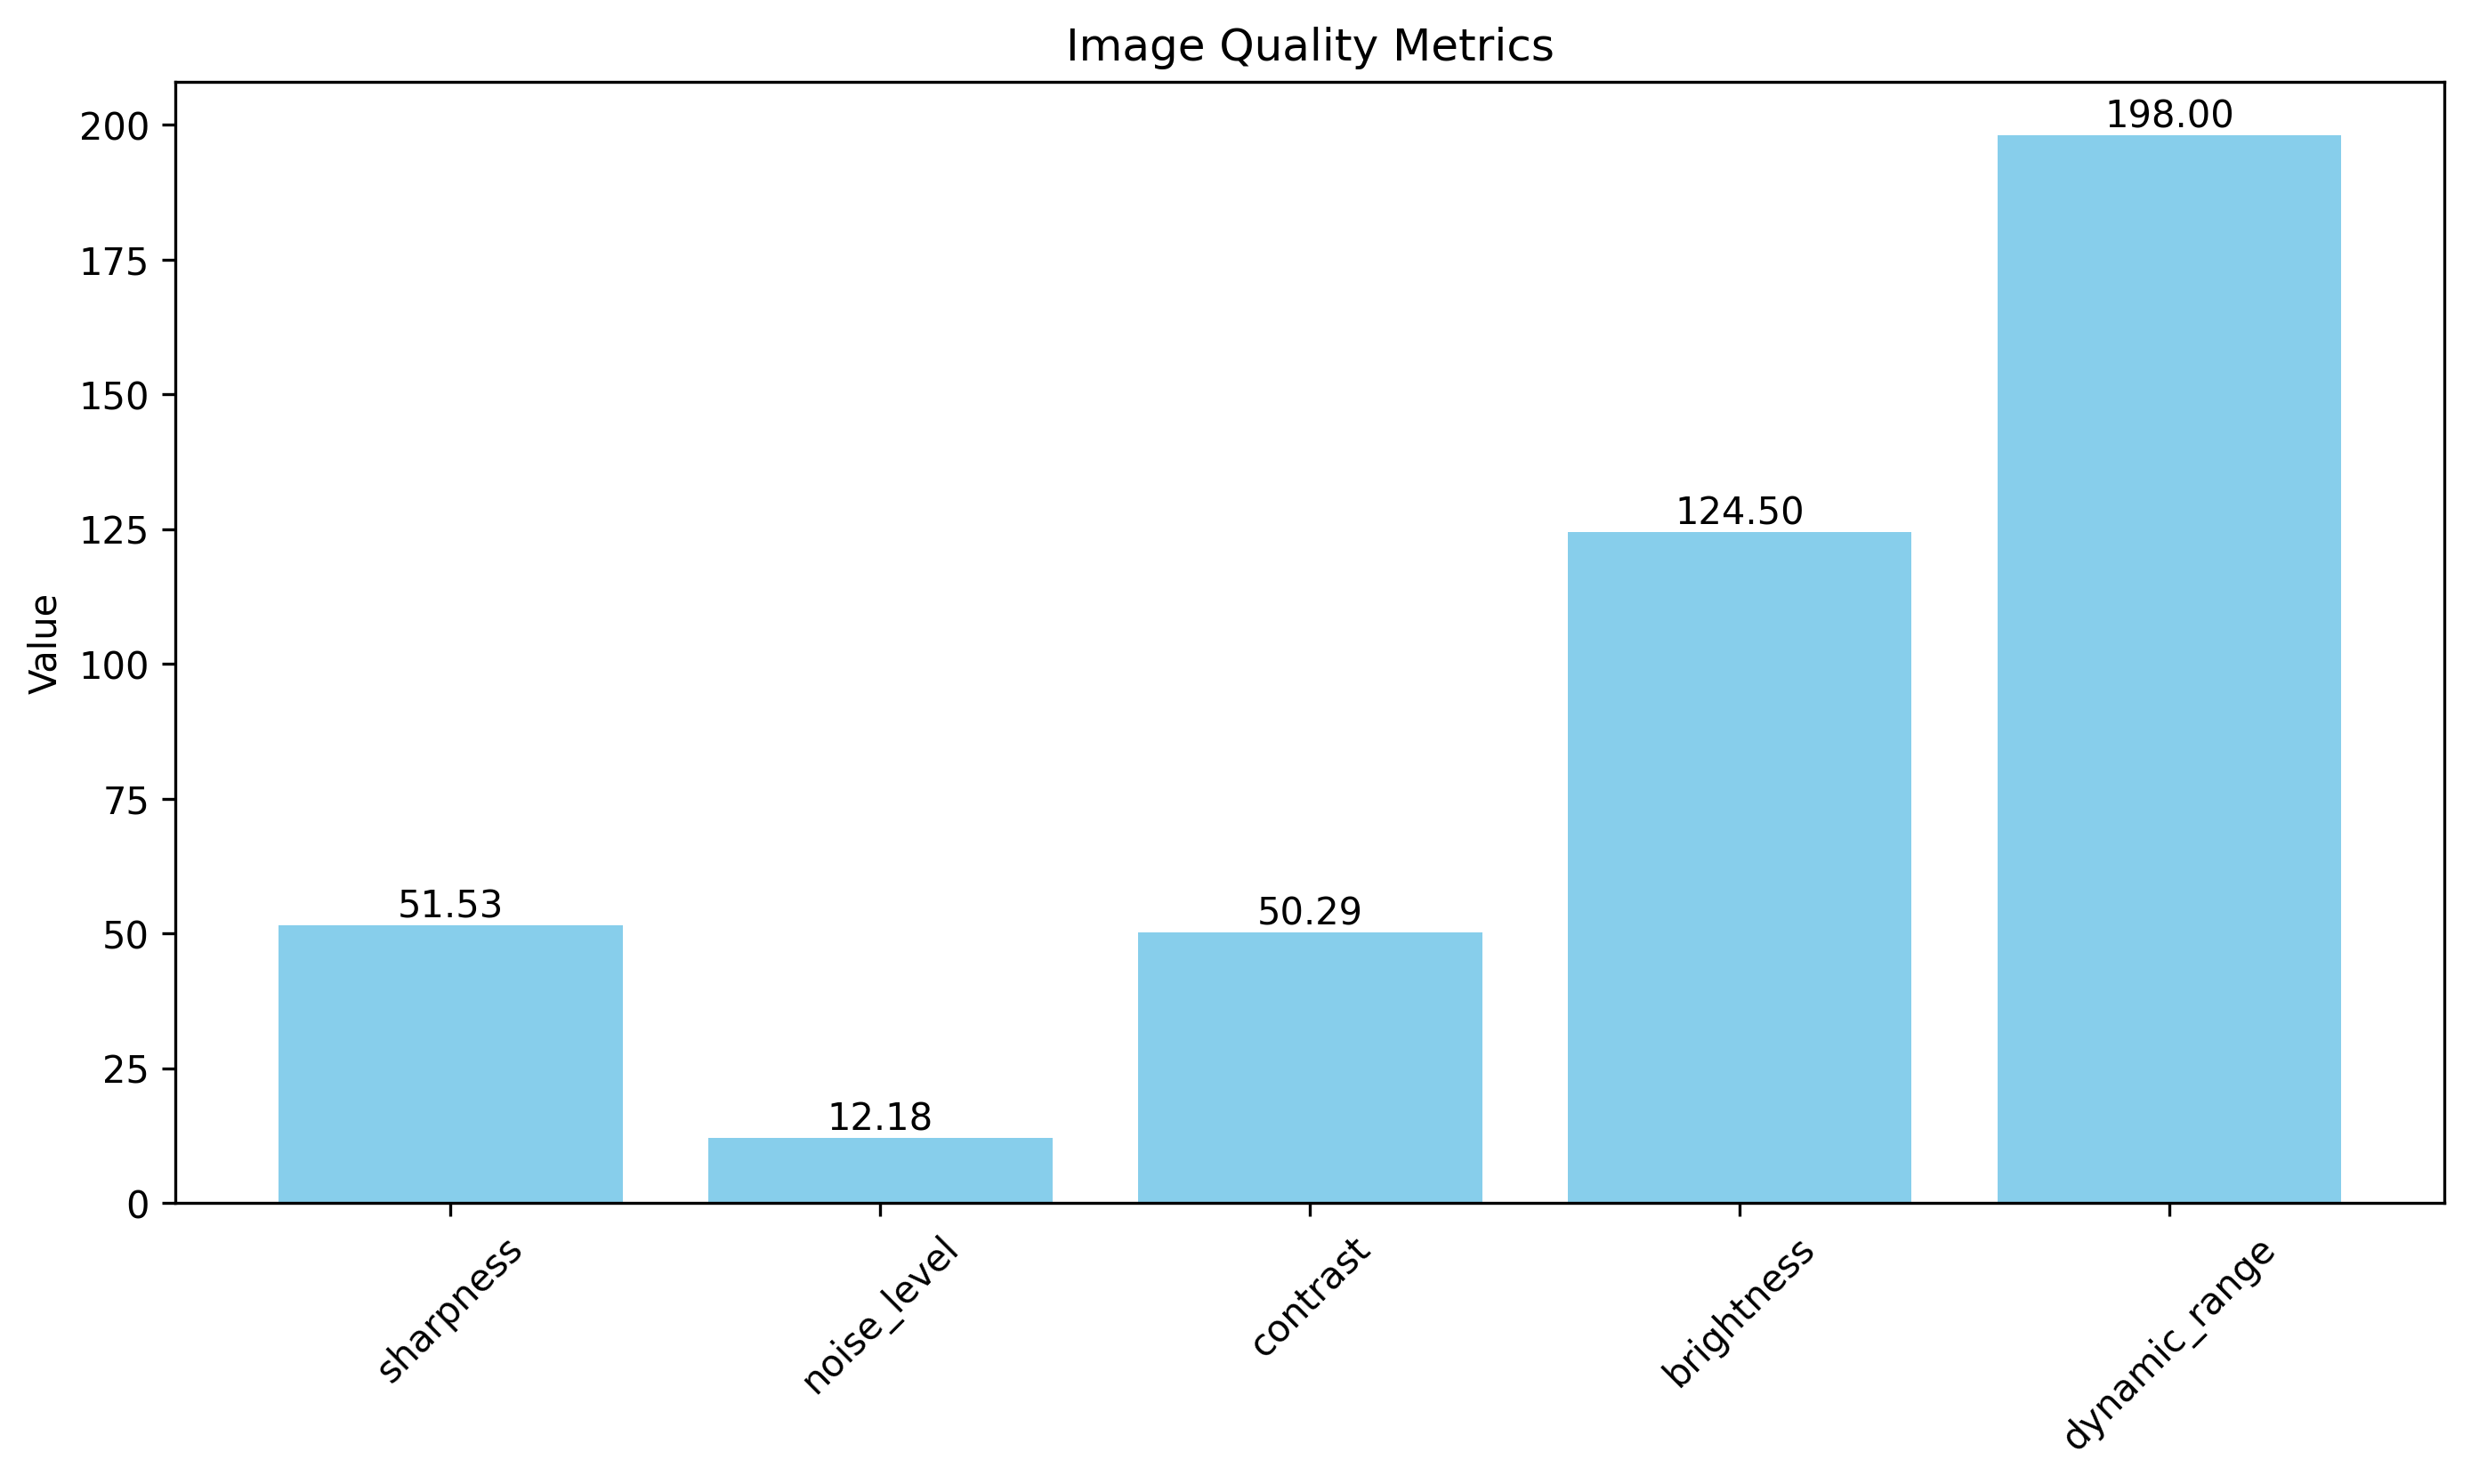 Image Quality Metrics
Value
200
175
150
125
100
75
50
25
0
51.53
12.18
50.29
124.50
198.00
sharpness
noise_level
contrast
brightness
dynamic_range